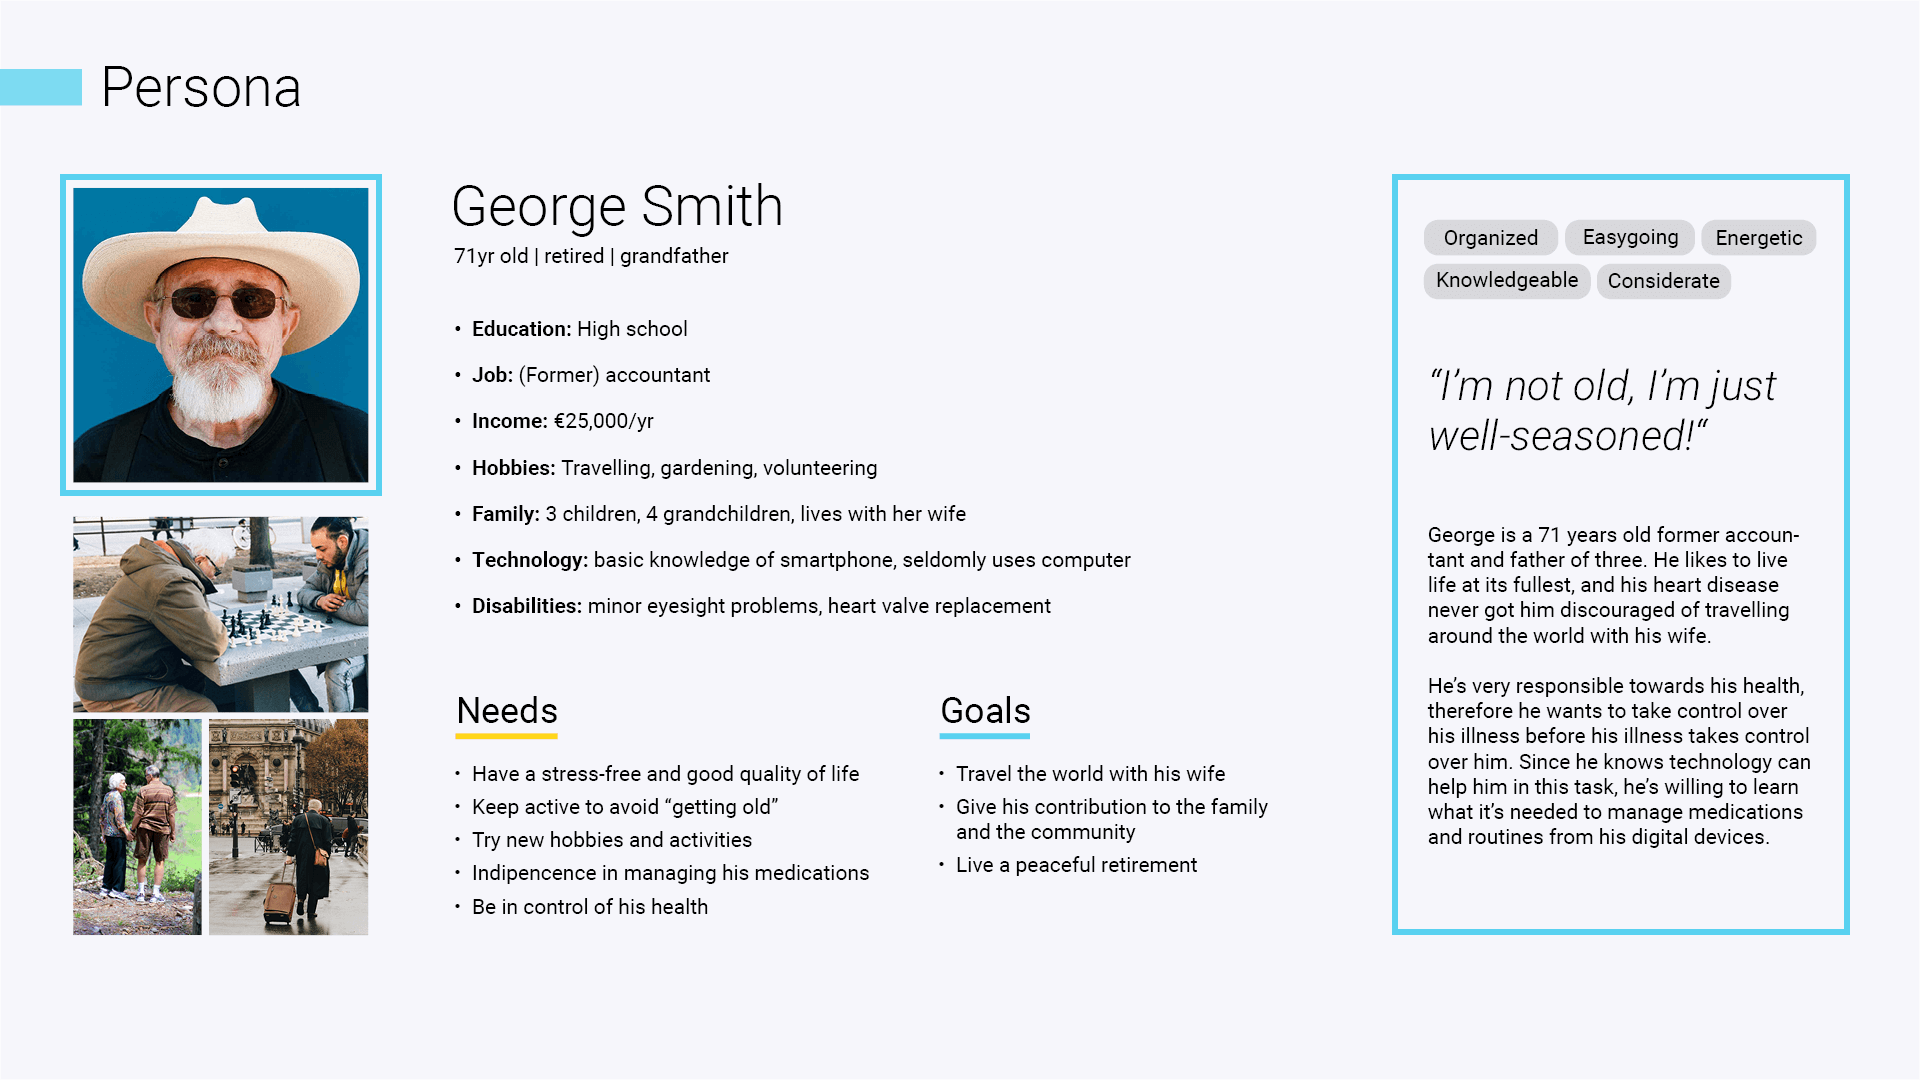 Persona
George Smith
71yr old | retired | grandfather
• Education: High school
• Job: (Former) accountant
• Income: €25,000/yr
• Hobbies: Travelling, gardening, volunteering
• Family: 3 children, 4 grandchildren, lives with her wife
• Technology: basic knowledge of smartphone, seldomly uses computer
• Disabilities: minor eyesight problems, heart valve replacement
Needs
• Have a stress-free and good quality of life
• Keep active to avoid “getting old”
• Try new hobbies and activities
• Indipencence in managing his medications
• Be in control of his health
Goals
• Travel the world with his wife
• Give his contribution to the family
and the community
• Live a peaceful retirement
Organized Easygoing Energetic
Knowledgeable Considerate
“I’m not old, I’m just
well-seasoned!“
George is a 71 years old former accoun-
tant and father of three. He likes to live
life at its fullest, and his heart disease
never got him discouraged of travelling
around the world with his wife.
He’s very responsible towards his health,
therefore he wants to take control over
his illness before his illness takes control
over him. Since he knows technology can
help him in this task, he’s willing to learn
what it’s needed to manage medications
and routines from his digital devices.